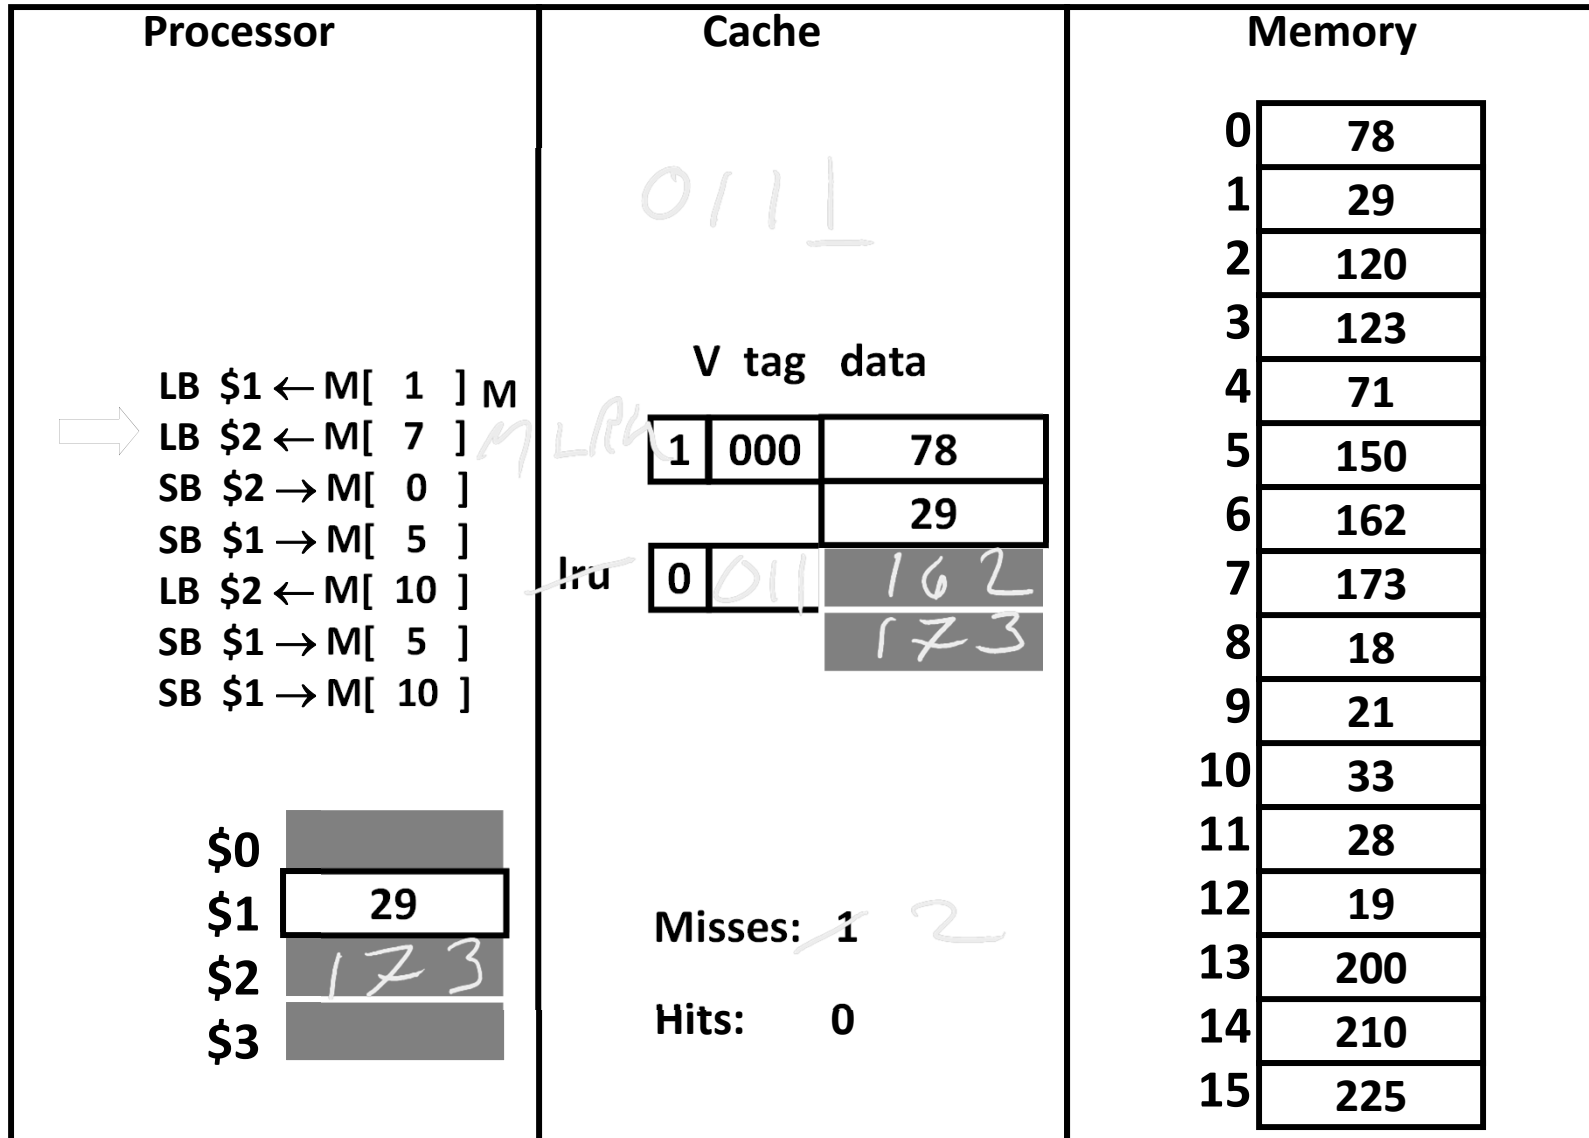 Processor
LB $1 ← M[ 1 ] M
LB $2 ← M[ 7 ] M LRU
SB $2 → M[ 0 ]
SB $1 → M[ 5 ]
LB $2 ← M[ 10 ]
SB $1 → M[ 5 ]
SB $1 → M[ 10 ]
$0
$1 29
$2 173
$3
Cache
0111
V tag data
1 000 78
29
lru 0 011 162
173
Misses: 1 2
Hits: 0
Memory
0 78
1 29
2 120
3 123
4 71
5 150
6 162
7 173
8 18
9 21
10 33
11 28
12 19
13 200
14 210
15 225